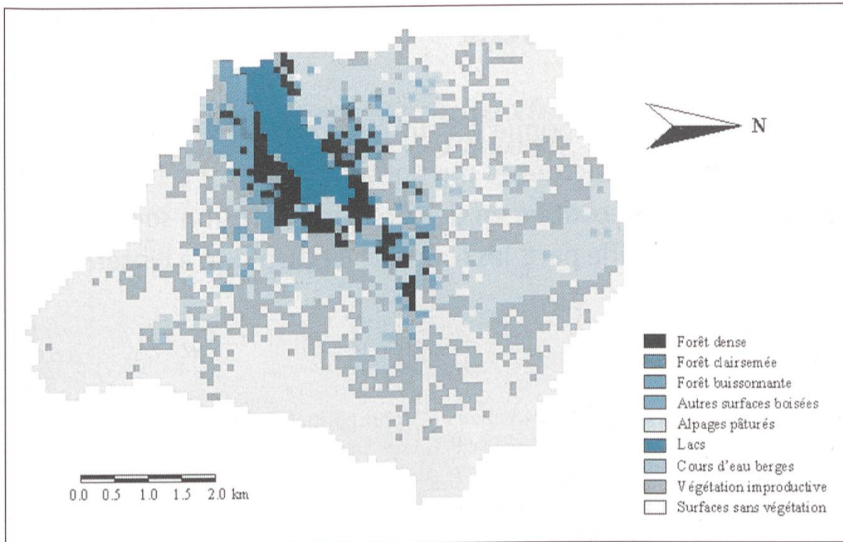 N
Forêt dense
Forêt clairsemée
Forêt buissonnante
Autres surfaces boisées
Alpages pâturés
Lacs
Cours d'eau berges
Végétation improductive
Surfaces sans végétation
0.0 0.5 1.0 1.5 2.0 km